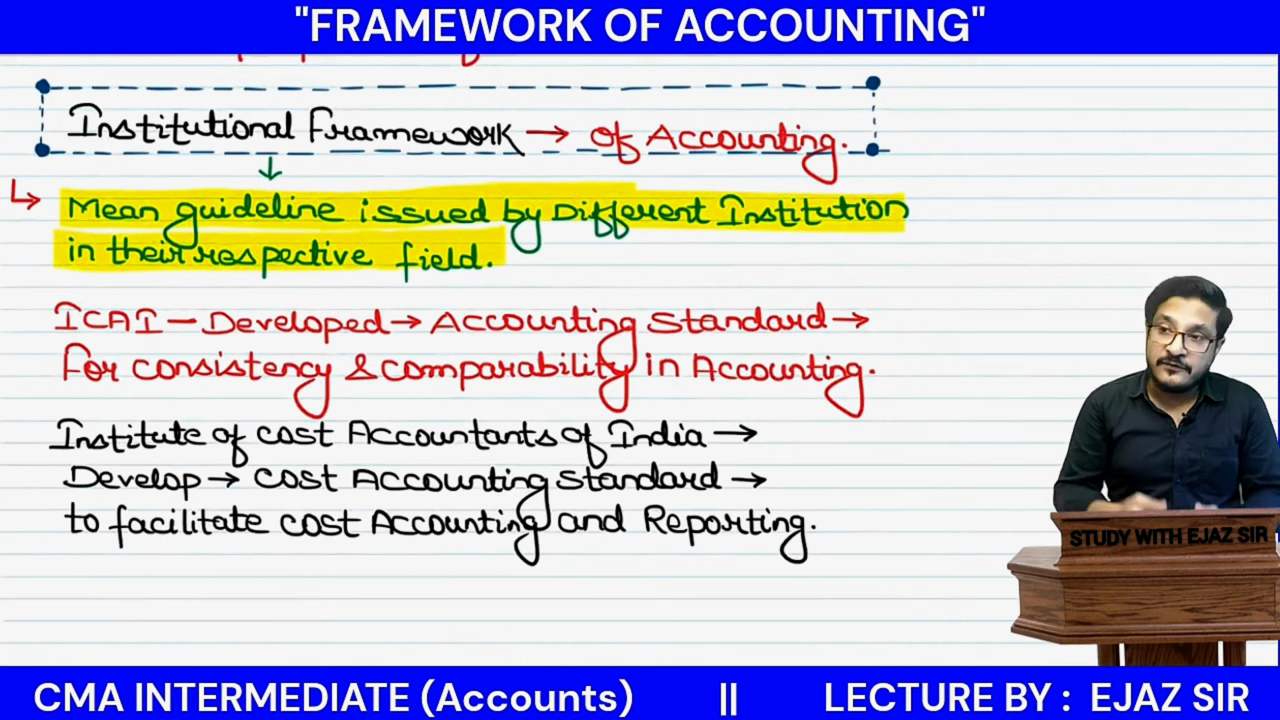 "FRAMEWORK OF ACCOUNTING"
Institutional Framework → of Accounting.
↓
↳ Mean guideline issued by Different Institution
in their respective field.
ICAI – Developed → Accounting Standard →
For consistency & comparability in Accounting.
Institute of cost Accountants of India →
Develop → cost Accounting Standard →
to facilitate cost Accounting and Reporting.
STUDY WITH EJAZ SIR
CMA INTERMEDIATE (Accounts) || LECTURE BY : EJAZ SIR